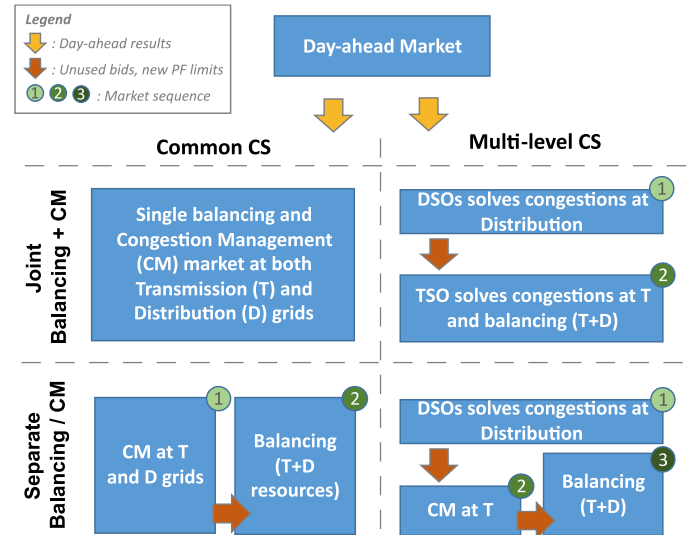 Legend
: Day-ahead results
: Unused bids, new PF limits
1 2 3 : Market sequence
Day-ahead Market
Common CS
Multi-level CS
Joint
Balancing + CM
Single balancing and
Congestion Management
(CM) market at both
Transmission (T) and
Distribution (D) grids
1
DSOs solves congestions at
Distribution
2
TSO solves congestions at T
and balancing (T+D)
Separate
Balancing / CM
1
CM at T
and D grids
2
Balancing
(T+D
resources)
1
DSOs solves congestions at
Distribution
2
CM at T
3
Balancing
(T+D)